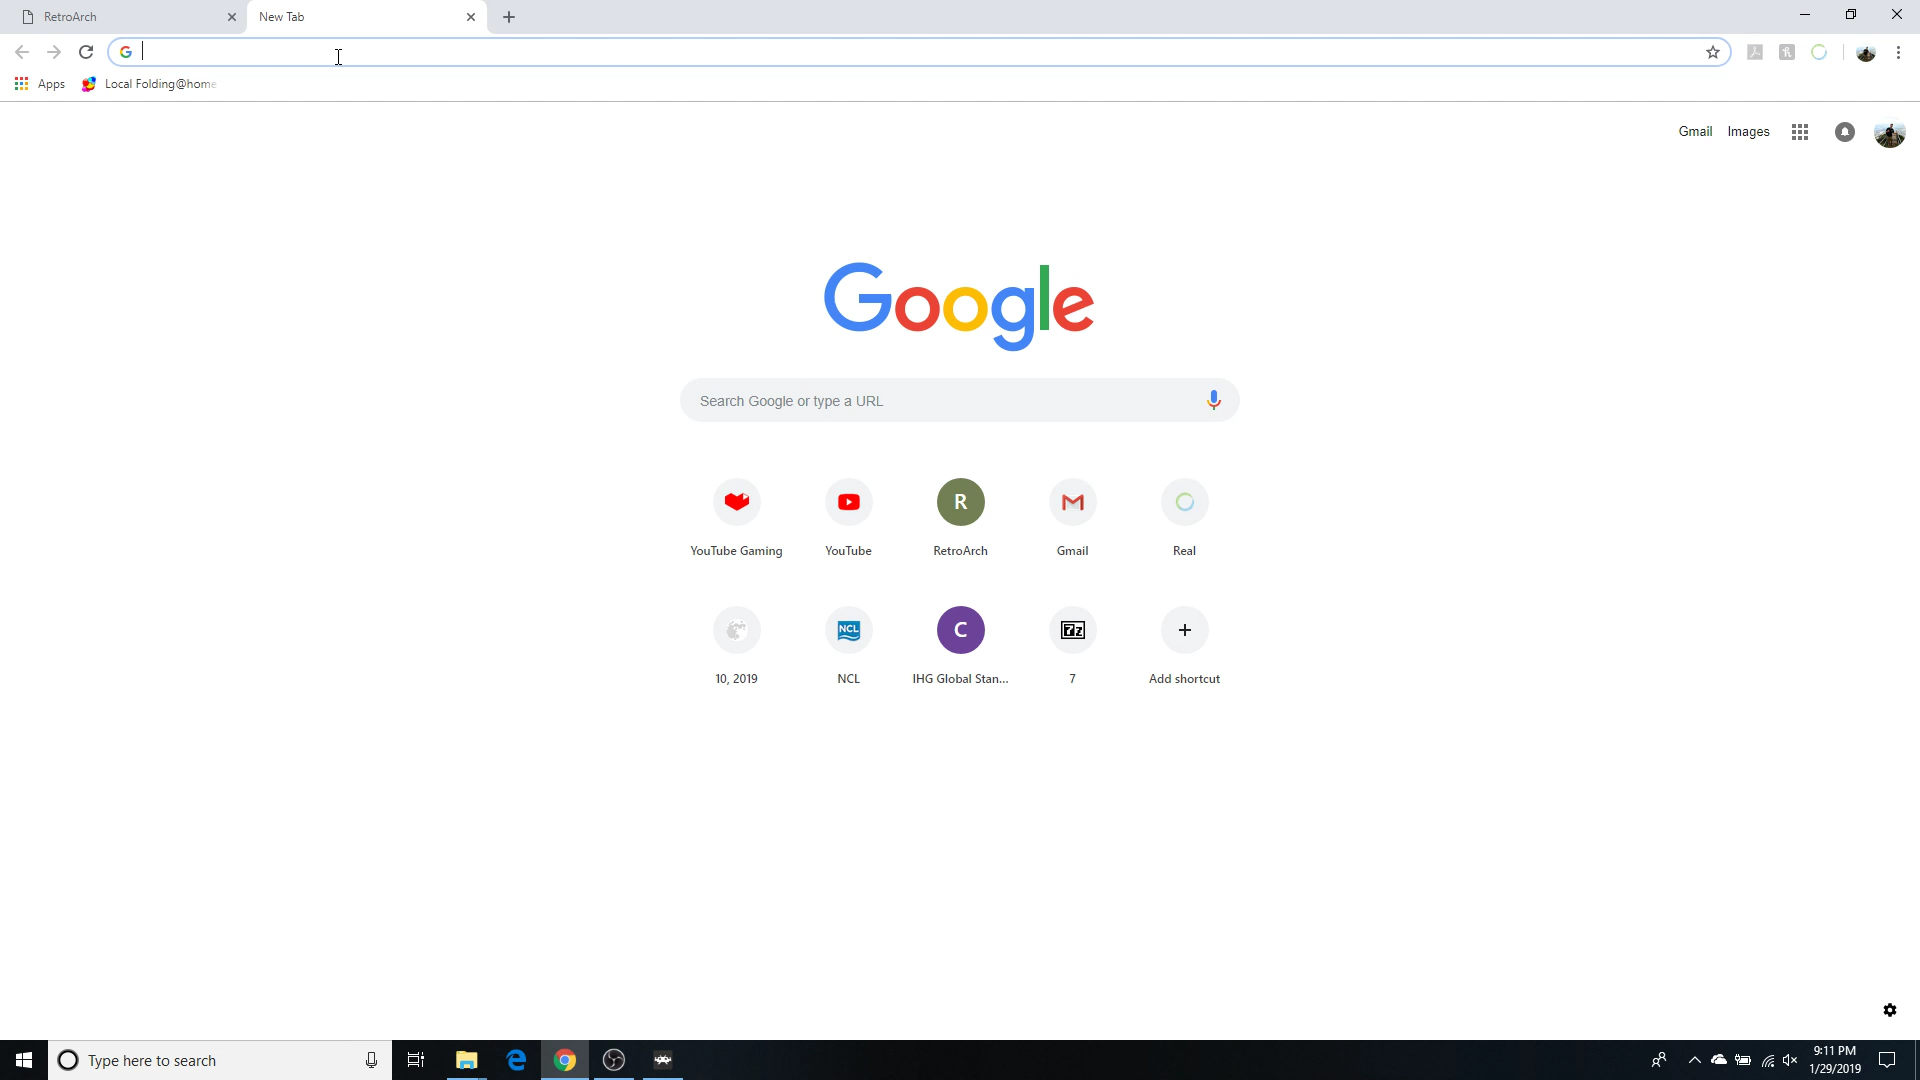 RetroArch
New Tab
Apps
Local Folding@home
Gmail Images
Google
Search Google or type a URL
R
YouTube Gaming YouTube RetroArch Gmail Real
NCL C 7z
10, 2019 NCL IHG Global Stan... 7 Add shortcut
Type here to search
9:11 PM
1/29/2019